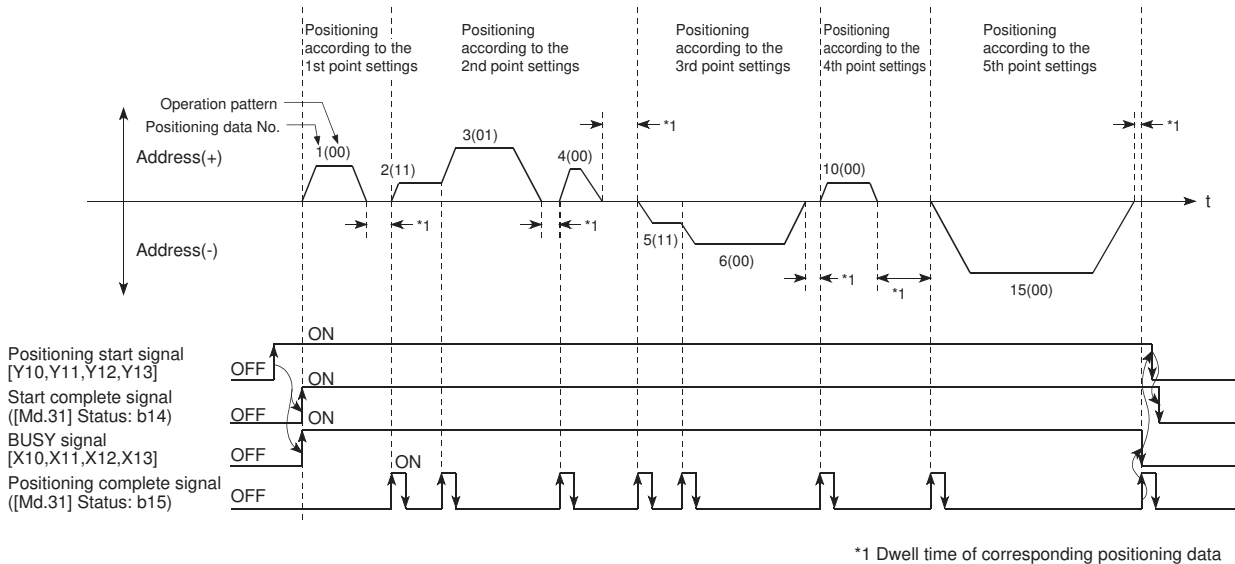 Positioning
according to the
1st point settings
Positioning
according to the
2nd point settings
Positioning
according to the
3rd point settings
Positioning
according to the
4th point settings
Positioning
according to the
5th point settings
Operation pattern
Positioning data No.
Address(+)
1(00)
2(11)
3(01)
4(00)
*1
10(00)
*1
t
*1
*1
Address(-)
5(11)
6(00)
*1
*1
15(00)
Positioning start signal
[Y10,Y11,Y12,Y13]
OFF
ON
Start complete signal
([Md.31] Status: b14)
OFF
ON
BUSY signal
[X10,X11,X12,X13]
OFF
ON
Positioning complete signal
([Md.31] Status: b15)
OFF
ON
*1 Dwell time of corresponding positioning data